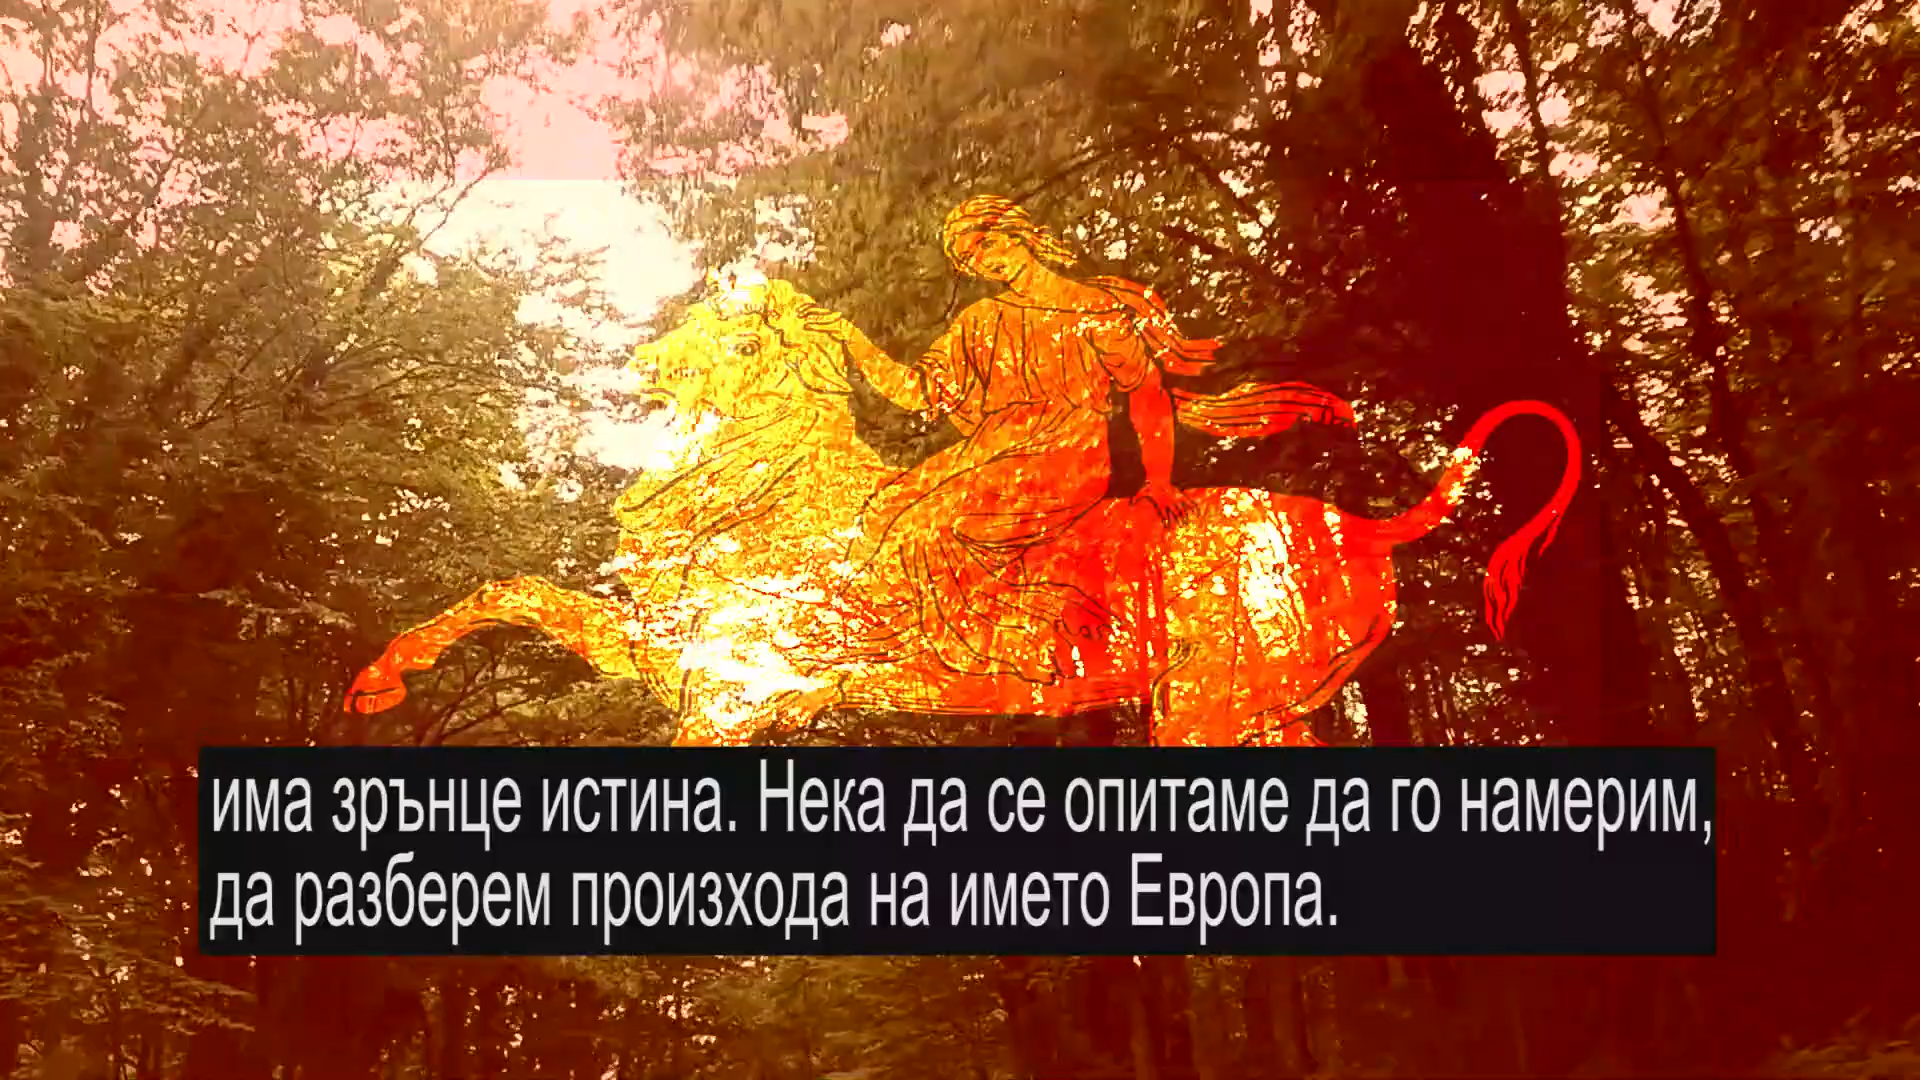 има зрънце истина. Нека да се опитаме да го намерим,
да разберем произхода на името Европа.